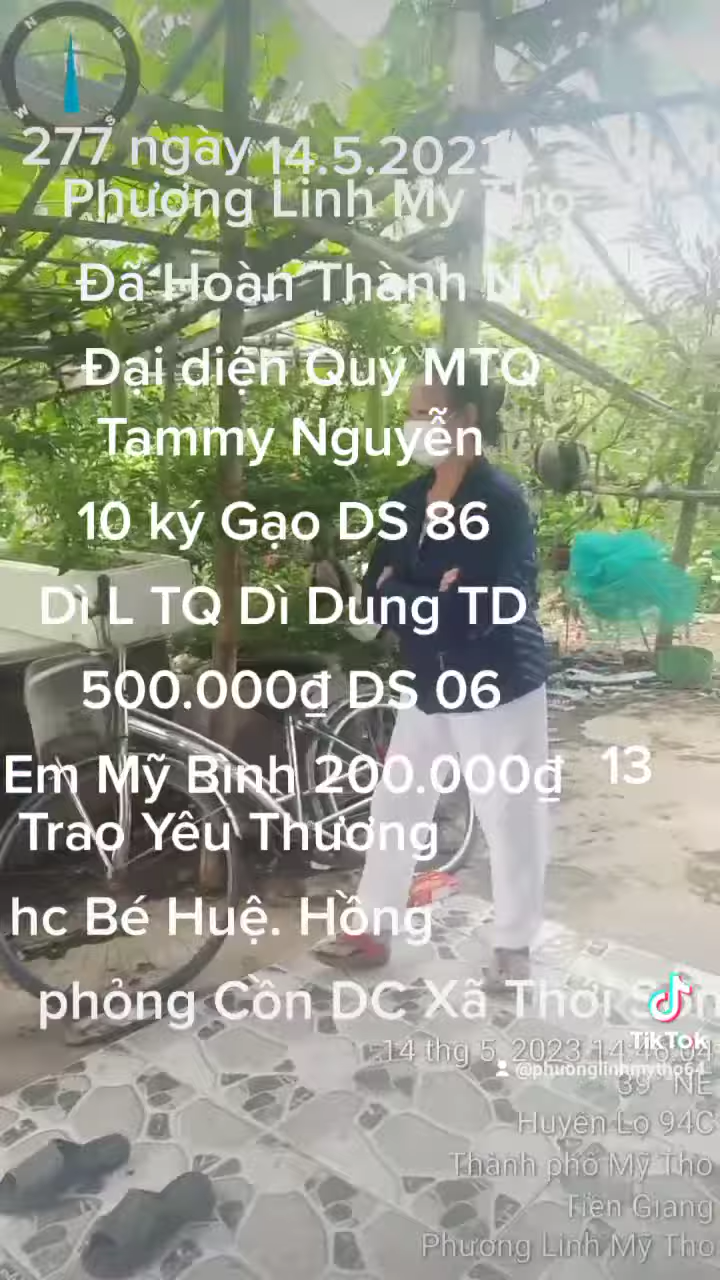 N
E
W
S
277 ngày 14.5.2023
Phương Linh Mỹ Tho
Đã Hoàn Thành NV
Đại diện Quý MTQ
Tammy Nguyễn
10 ký Gạo DS 86
Dì L TQ Dì Dung TD
500.000₫ DS 06
Em Mỹ Bình 200.000₫ 13
Trao Yêu Thương
hc Bé Huệ. Hồng
phỏng Cồn DC Xã Thới Sơn
TikTok
14 thg 5, 2023 14:46:04
@phuonglinhmytho64
39° NE
Huyện Lộ 94C
Thành phố Mỹ Tho
Tiền Giang
Phương Linh Mỹ Tho